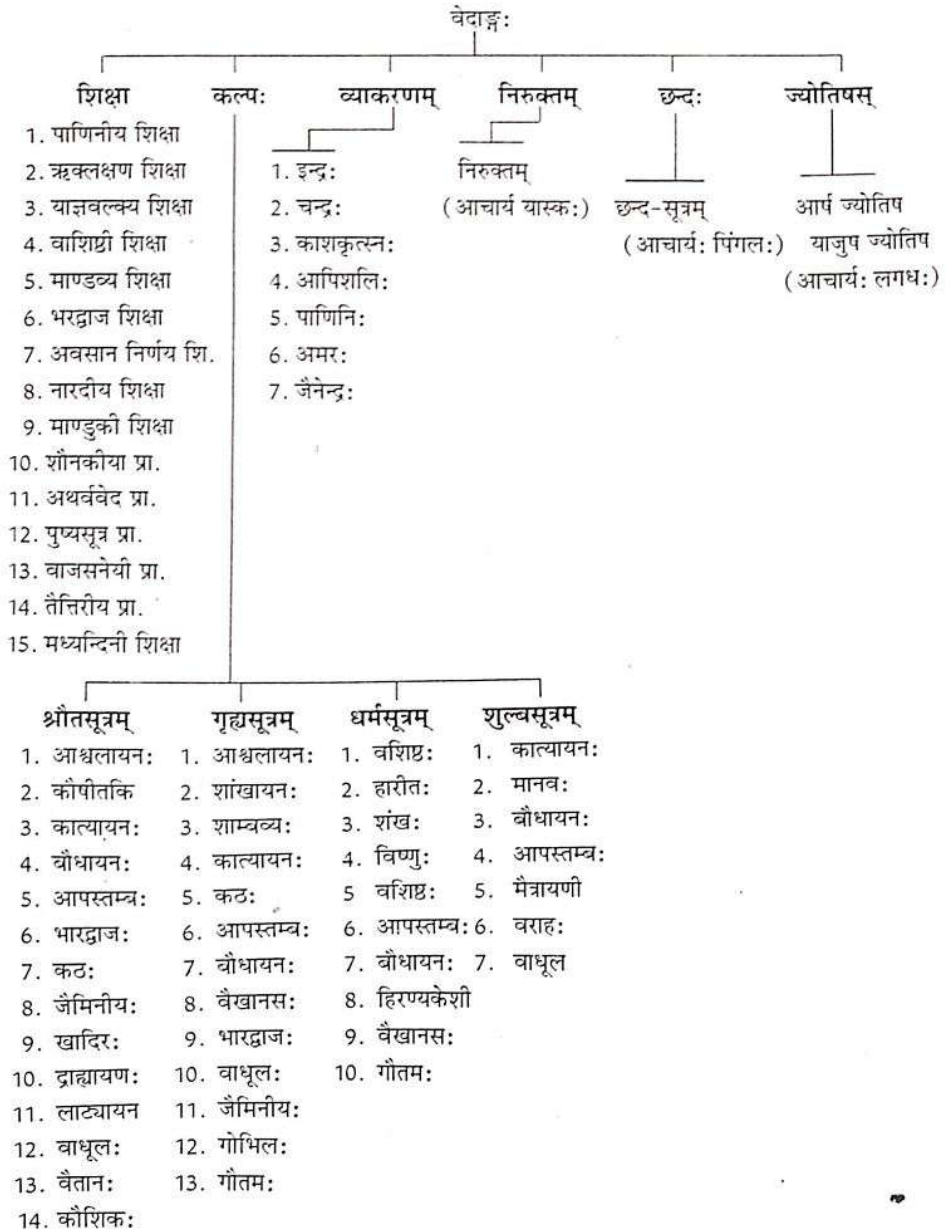 वेदाङ्ग:
शिक्षा कल्प: व्याकरणम् निरुक्तम् छन्द: ज्योतिषस्
1. पाणिनीय शिक्षा
2. ऋक्लक्षण शिक्षा
3. याज्ञवल्क्य शिक्षा
4. वाशिष्ठी शिक्षा
5. माण्डव्य शिक्षा
6. भरद्वाज शिक्षा
7. अवसान निर्णय शि.
8. नारदीय शिक्षा
9. माण्डुकी शिक्षा
10. शौनकीया प्रा.
11. अथर्ववेद प्रा.
12. पुष्यसूत्र प्रा.
13. वाजसनेयी प्रा.
14. तैत्तिरीय प्रा.
15. मध्यन्दिनी शिक्षा
1. इन्द्र:
2. चन्द्र:
3. काशकृत्स्न:
4. आपिशलि:
5. पाणिनि:
6. अमर:
7. जैनेन्द्र:
निरुक्तम्
(आचार्य यास्क:)
छन्द-सूत्रम्
(आचार्य: पिंगल:)
आर्ष ज्योतिष
याजुष ज्योतिष
(आचार्य: लगध:)
श्रौतसूत्रम्
1. आश्वलायन:
2. कौषीतकि
3. कात्यायन:
4. बौधायन:
5. आपस्तम्ब:
6. भारद्वाज:
7. कठ:
8. जैमिनीय:
9. खादिर:
10. द्राह्यायण:
11. लाट्यायन
12. वाधूल:
13. वैतान:
14. कौशिक:
गृह्यसूत्रम्
1. आश्वलायन:
2. शांखायन:
3. शाम्बव्य:
4. कात्यायन:
5. कठ:
6. आपस्तम्ब:
7. बौधायन:
8. वैखानस:
9. भारद्वाज:
10. वाधूल:
11. जैमिनीय:
12. गोभिल:
13. गौतम:
धर्मसूत्रम्
1. वशिष्ठ:
2. हारीत:
3. शंख:
4. विष्णु:
5 वशिष्ठ:
6. आपस्तम्ब:
7. बौधायन:
8. हिरण्यकेशी
9. वैखानस:
10. गौतम:
शुल्बसूत्रम्
1. कात्यायन:
2. मानव:
3. बौधायन:
4. आपस्तम्ब:
5. मैत्रायणी
6. वराह:
7. वाधूल